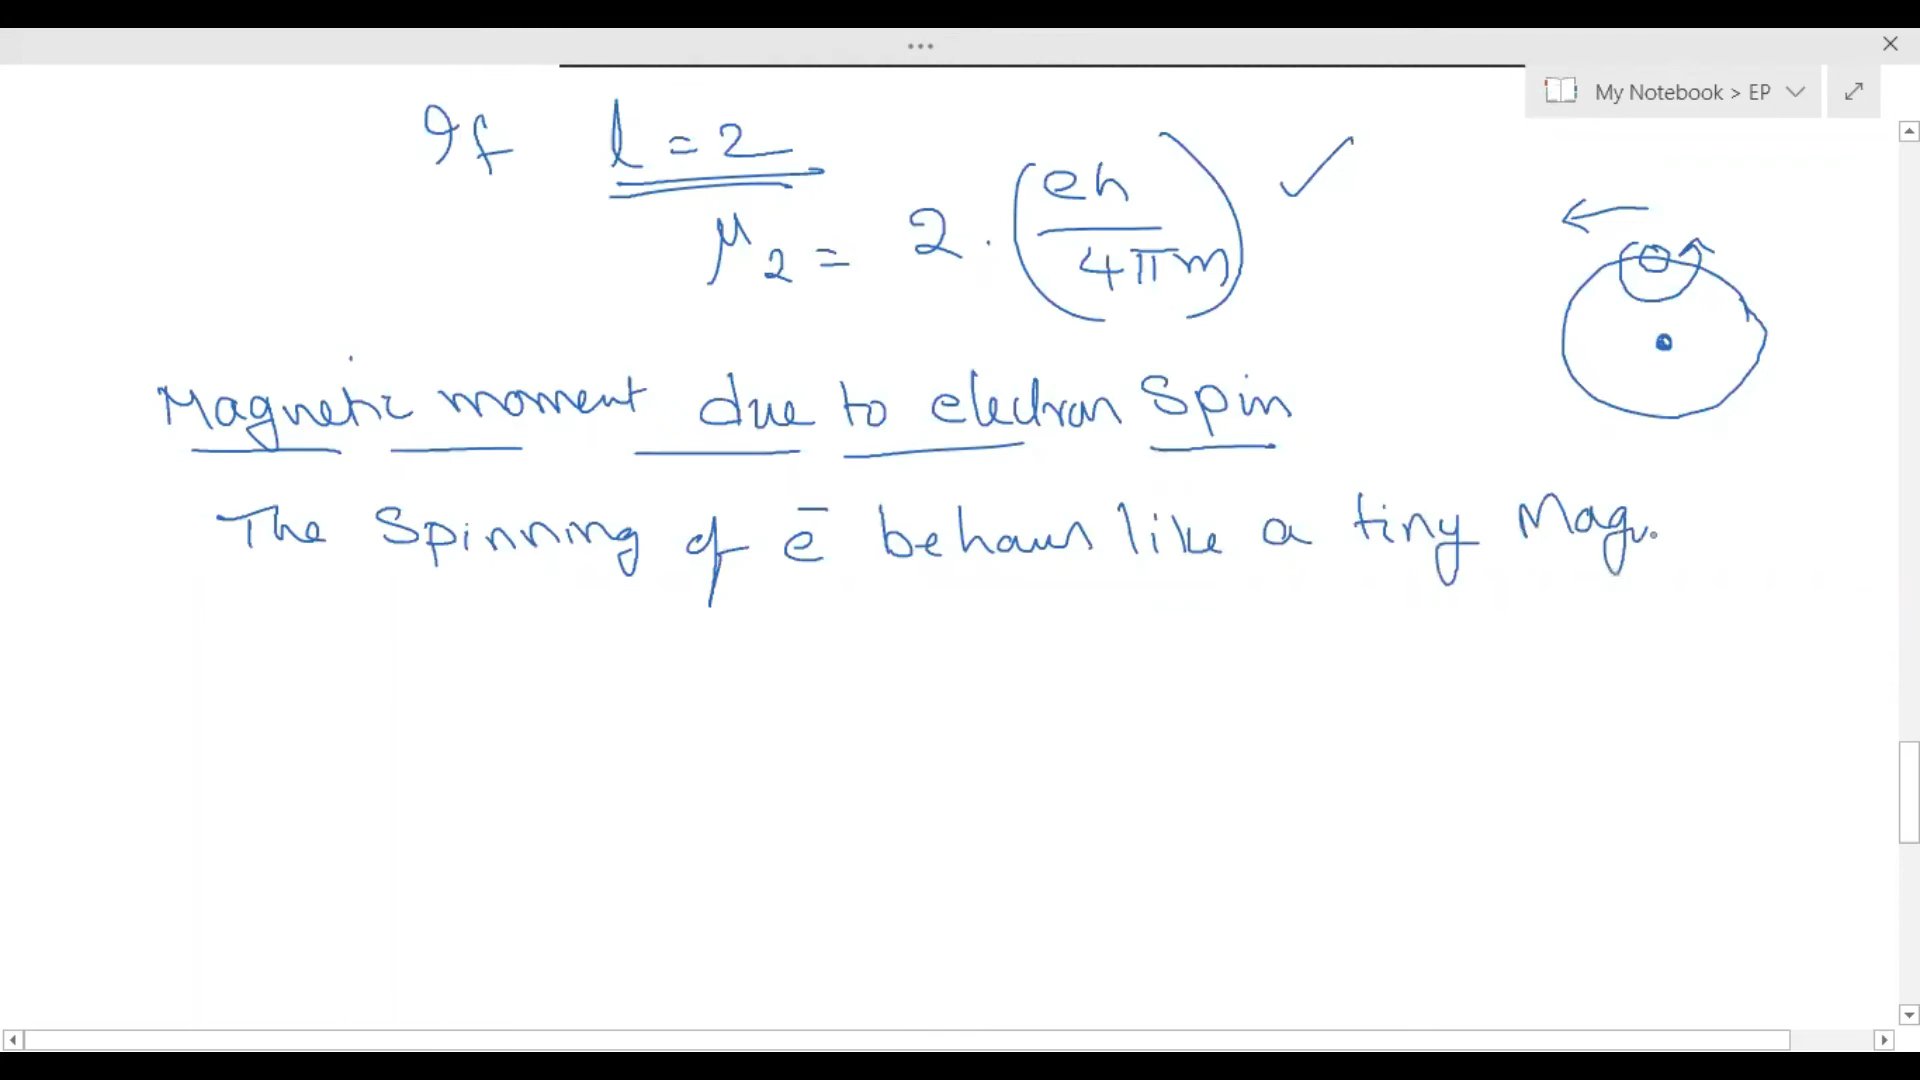 ...
My Notebook > EP
If l = 2
μ₂ = 2 . (eh / 4πm) ✓
Magnetic moment due to electron Spin
The Spinning of ē behaves like a tiny Mag